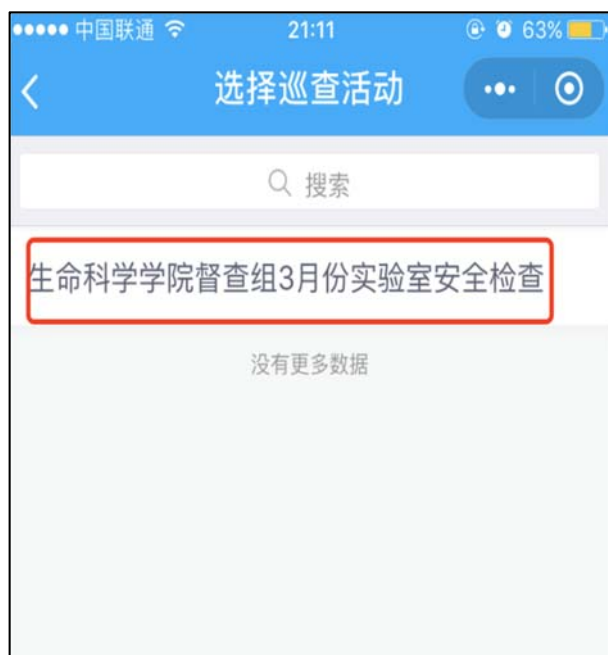 中国联通 21:11 63%
选择巡查活动
搜索
生命科学学院督查组3月份实验室安全检查
没有更多数据